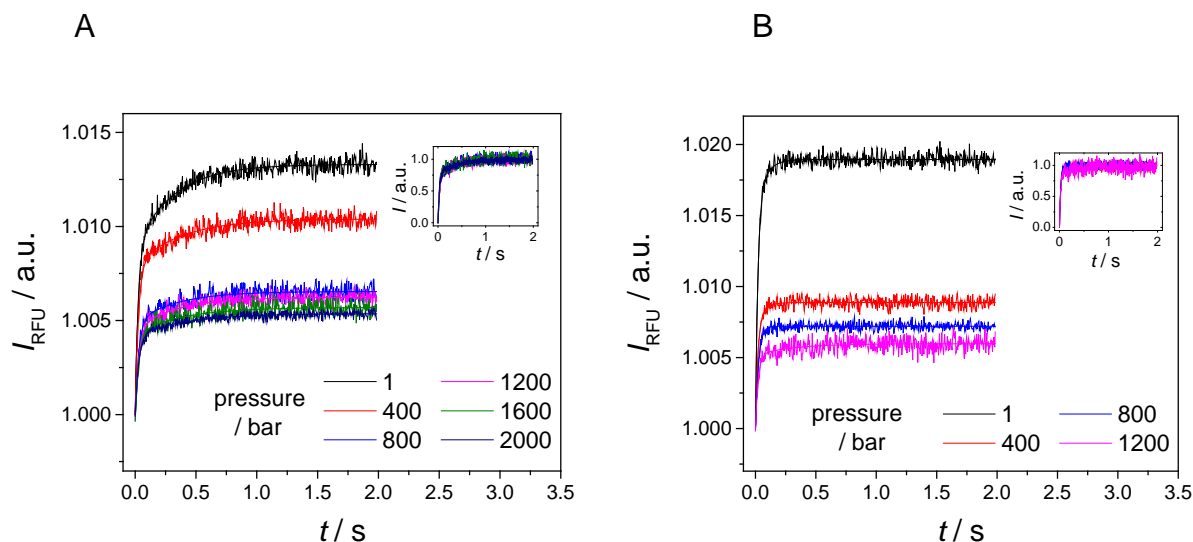 A
B
1.015
1.010
1.005
1.000
I_RFU / a.u.
0.0 0.5 1.0 1.5 2.0 2.5 3.0 3.5
t / s
pressure
/ bar
1 1200
400 1600
800 2000
1.0
0.5
0.0
I / a.u.
0 1 2
t / s
1.020
1.015
1.010
1.005
1.000
I_RFU / a.u.
0.0 0.5 1.0 1.5 2.0 2.5 3.0 3.5
t / s
pressure
/ bar
1 800
400 1200
1.0
0.5
0.0
I / a.u.
0 1 2
t / s